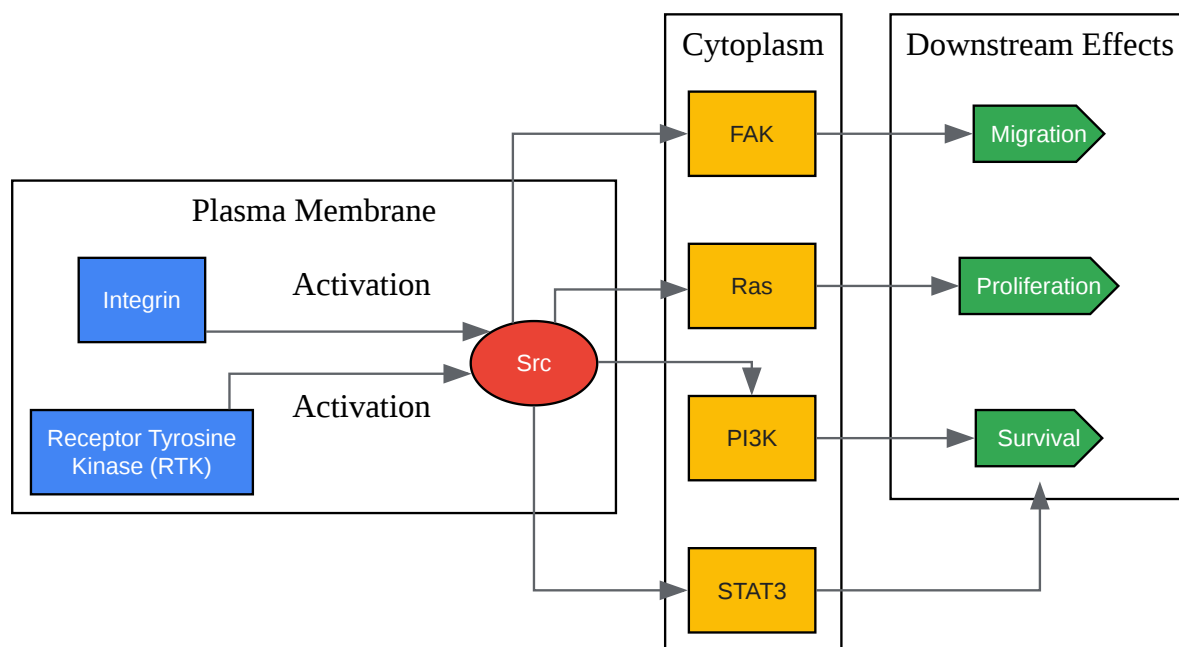 Cytoplasm
Downstream Effects
FAK
Migration
Plasma Membrane
Integrin
Activation
Ras
Proliferation
Src
Activation
Receptor Tyrosine
Kinase (RTK)
PI3K
Survival
STAT3